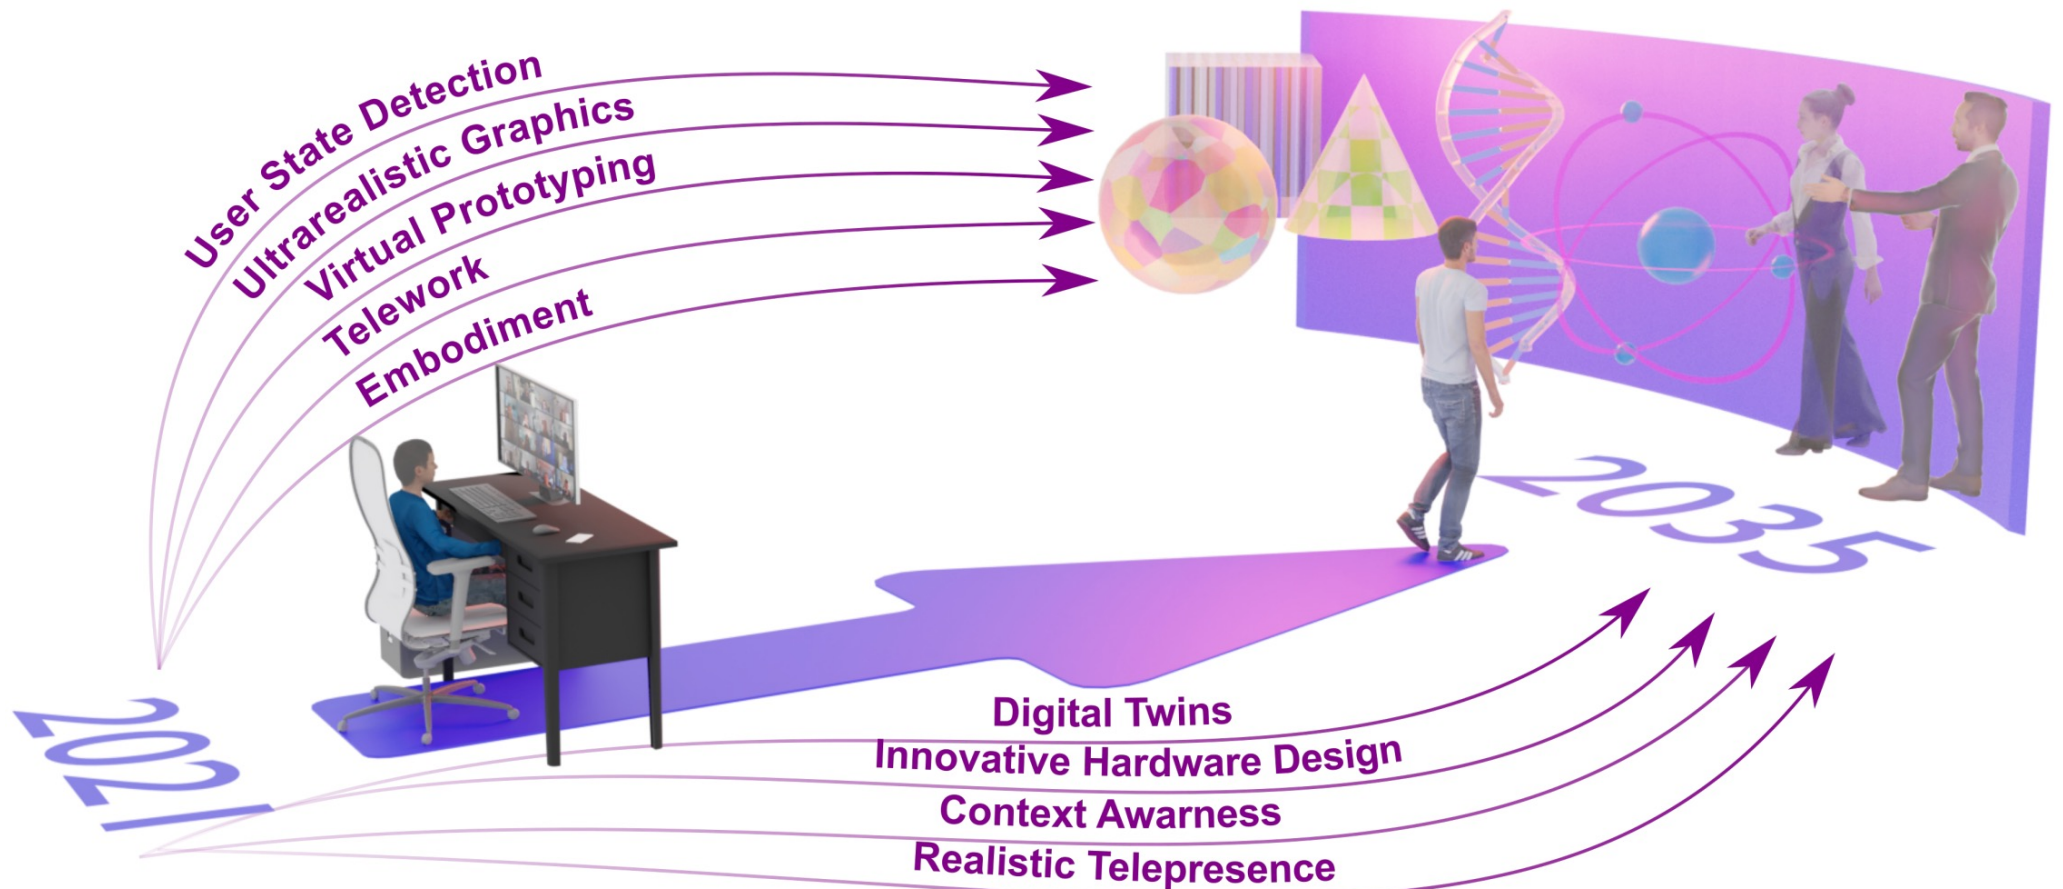 User State Detection
Ultrarealistic Graphics
Virtual Prototyping
Telework
Embodiment
2021
2035
Digital Twins
Innovative Hardware Design
Context Awarness
Realistic Telepresence